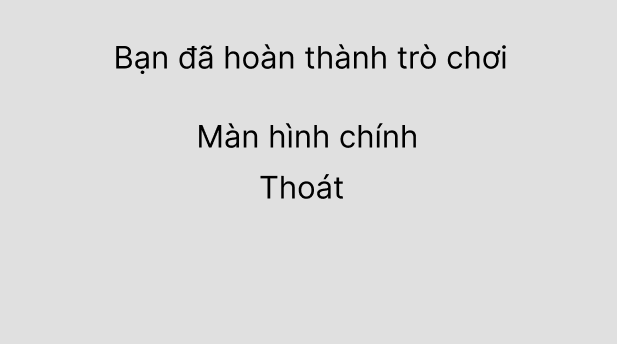 Bạn đã hoàn thành trò chơi
Màn hình chính
Thoát